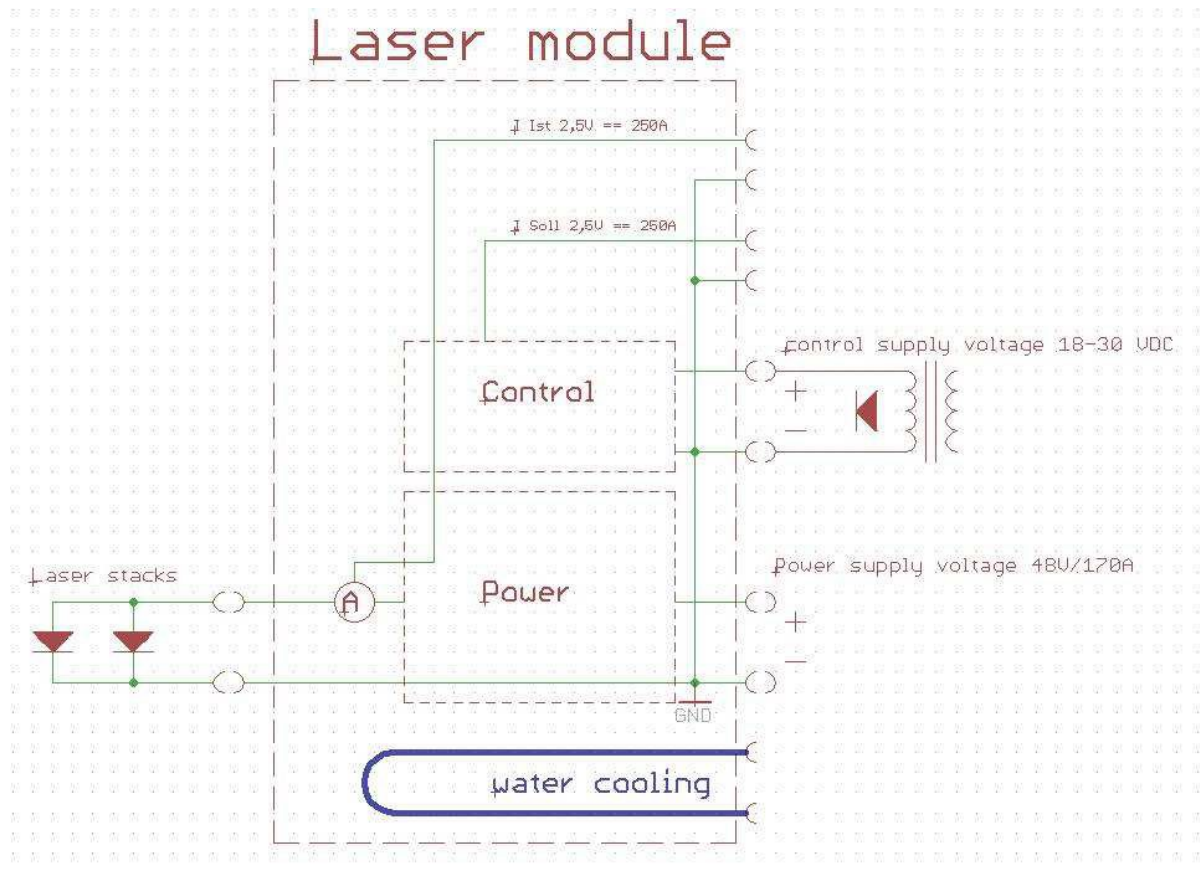 Laser module
I Ist 2,5V == 250A
I Soll 2,5V == 250A
control supply voltage 18-30 VDC
+
Control
-
Laser stacks
Power supply voltage 48V/170A
A
Power
+
-
GND
water cooling